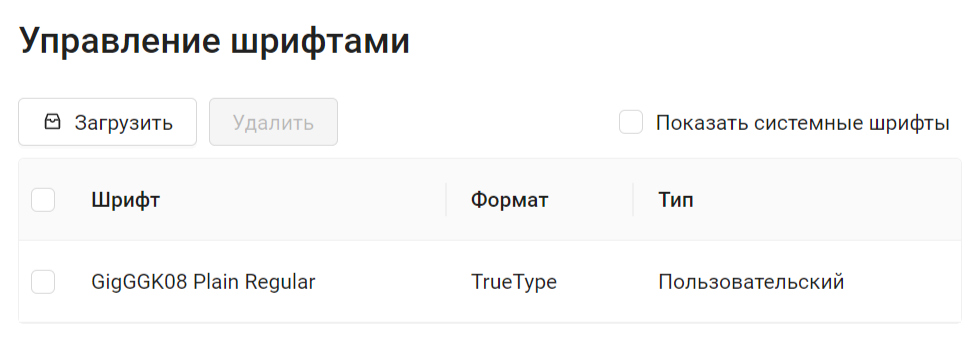 Управление шрифтами
Загрузить Удалить Показать системные шрифты
Шрифт Формат Тип
GigGGK08 Plain Regular TrueType Пользовательский